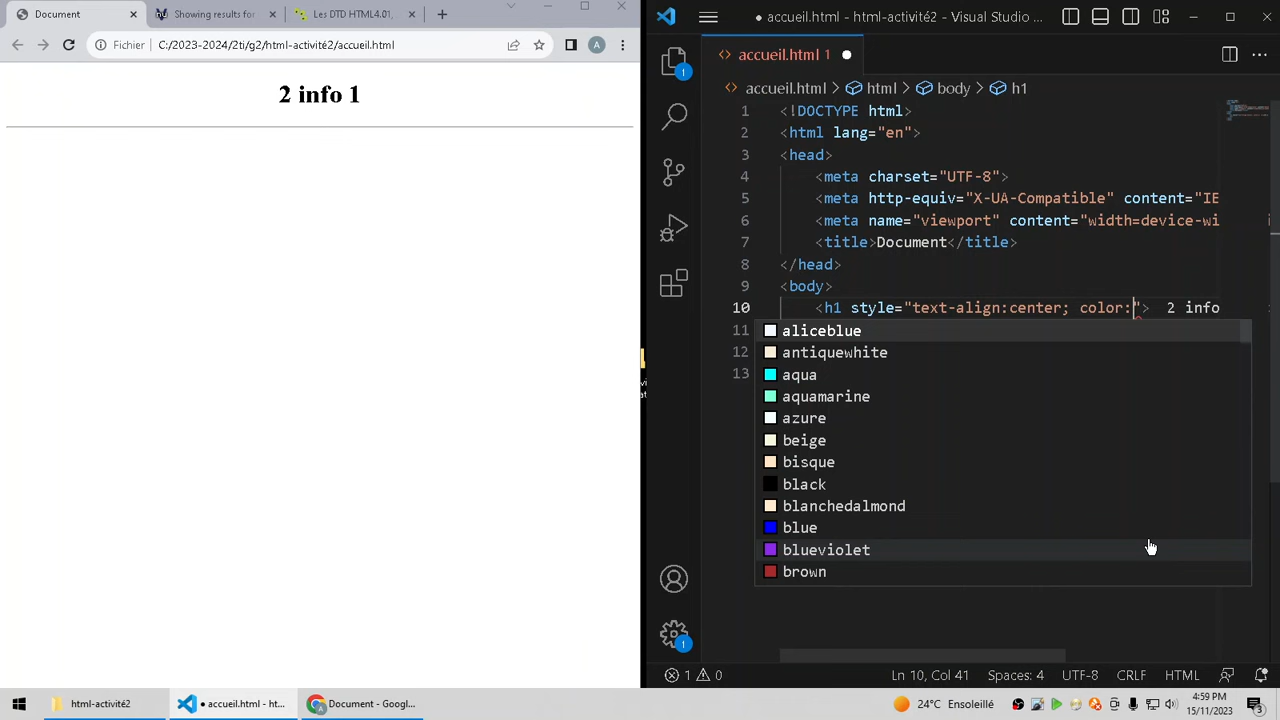 Document
Showing results for
Les DTD HTML4.01,
Fichier C:/2023-2024/2ti/g2/html-activité2/accueil.html
A
2 info 1
● accueil.html - html-activité2 - Visual Studio ...
accueil.html 1 ●
accueil.html > html > body > h1
1 <!DOCTYPE html>
2 <html lang="en">
3 <head>
4 <meta charset="UTF-8">
5 <meta http-equiv="X-UA-Compatible" content="IE
6 <meta name="viewport" content="width=device-wi
7 <title>Document</title>
8 </head>
9 <body>
10 <h1 style="text-align:center; color:"> 2 info
11
12
13
aliceblue
antiquewhite
aqua
aquamarine
azure
beige
bisque
black
blanchedalmond
blue
blueviolet
brown
1
1
1 0 Ln 10, Col 41 Spaces: 4 UTF-8 CRLF HTML
html-activité2
● accueil.html - ht...
Document - Googl...
24°C Ensoleillé
4:59 PM
15/11/2023
3